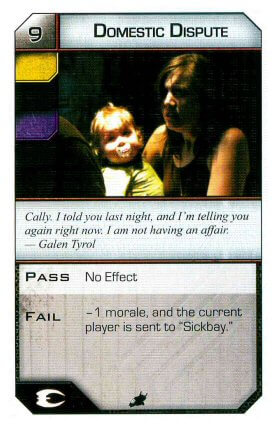 9
DOMESTIC DISPUTE
Cally. I told you last night, and I'm telling you
again right now. I am not having an affair.
— Galen Tyrol
PASS No Effect
FAIL -1 morale, and the current
player is sent to "Sickbay."